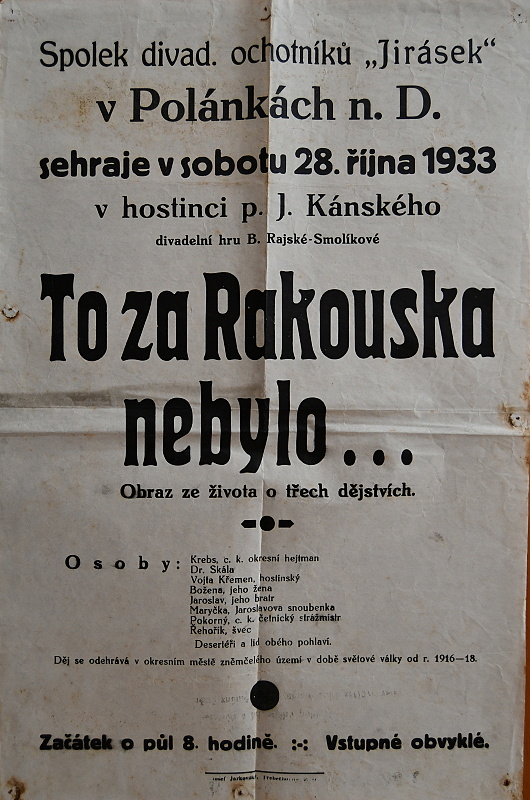 Spolek divad. ochotníků „Jirásek“
v Polánkách n. D.
sehraje v sobotu 28. října 1933
v hostinci p. J. Kánského
divadelní hru B. Rajské-Smolíkové
To za Rakouska
nebylo...
Obraz ze života o třech dějstvích.
Osoby:
Krebs, c. k. okresní hejtman
Dr. Skála
Vojta Křemen, hostinský
Božena, jeho žena
Jaroslav, jeho bratr
Maryčka, Jaroslavova snoubenka
Pokorný, c. k. četnický strážmistr
Řehořík, švec
Desertéři a lid obého pohlaví.
Děj se odehrává v okresním městě zněmčelého území v době světové války od r. 1916—18.
Začátek o půl 8. hodině. :-: Vstupné obvyklé.